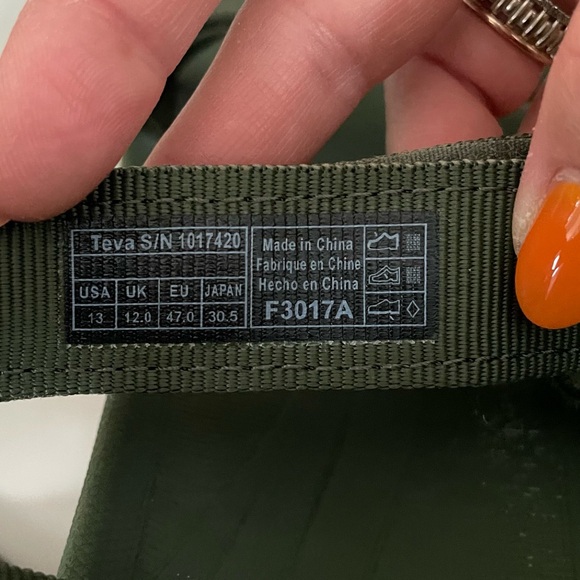 Teva S/N 1017420
USA UK EU JAPAN
13 12.0 47.0 30.5
Made in China
Fabrique en Chine
Hecho en China
F3017A